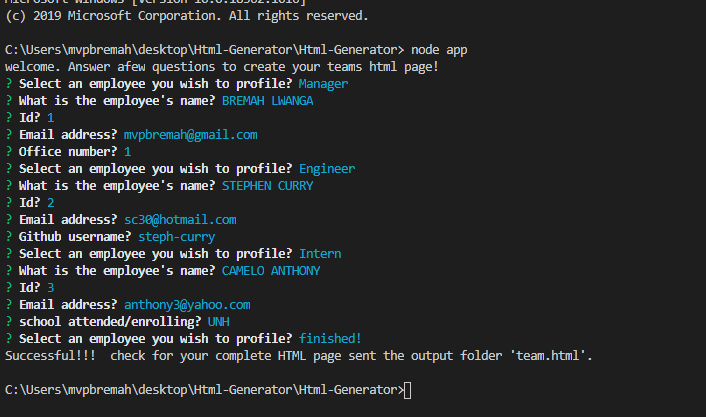 Microsoft Windows [Version 10.0.18362.1016]
(c) 2019 Microsoft Corporation. All rights reserved.
C:\Users\mvpbremah\desktop\Html-Generator\Html-Generator> node app
welcome. Answer afew questions to create your teams html page!
? Select an employee you wish to profile? Manager
? What is the employee's name? BREMAH LWANGA
? Id? 1
? Email address? mvpbremah@gmail.com
? Office number? 1
? Select an employee you wish to profile? Engineer
? What is the employee's name? STEPHEN CURRY
? Id? 2
? Email address? sc30@hotmail.com
? Github username? steph-curry
? Select an employee you wish to profile? Intern
? What is the employee's name? CAMELO ANTHONY
? Id? 3
? Email address? anthony3@yahoo.com
? school attended/enrolling? UNH
? Select an employee you wish to profile? finished!
Successful!!!  check for your complete HTML page sent the output folder 'team.html'.
C:\Users\mvpbremah\desktop\Html-Generator\Html-Generator>